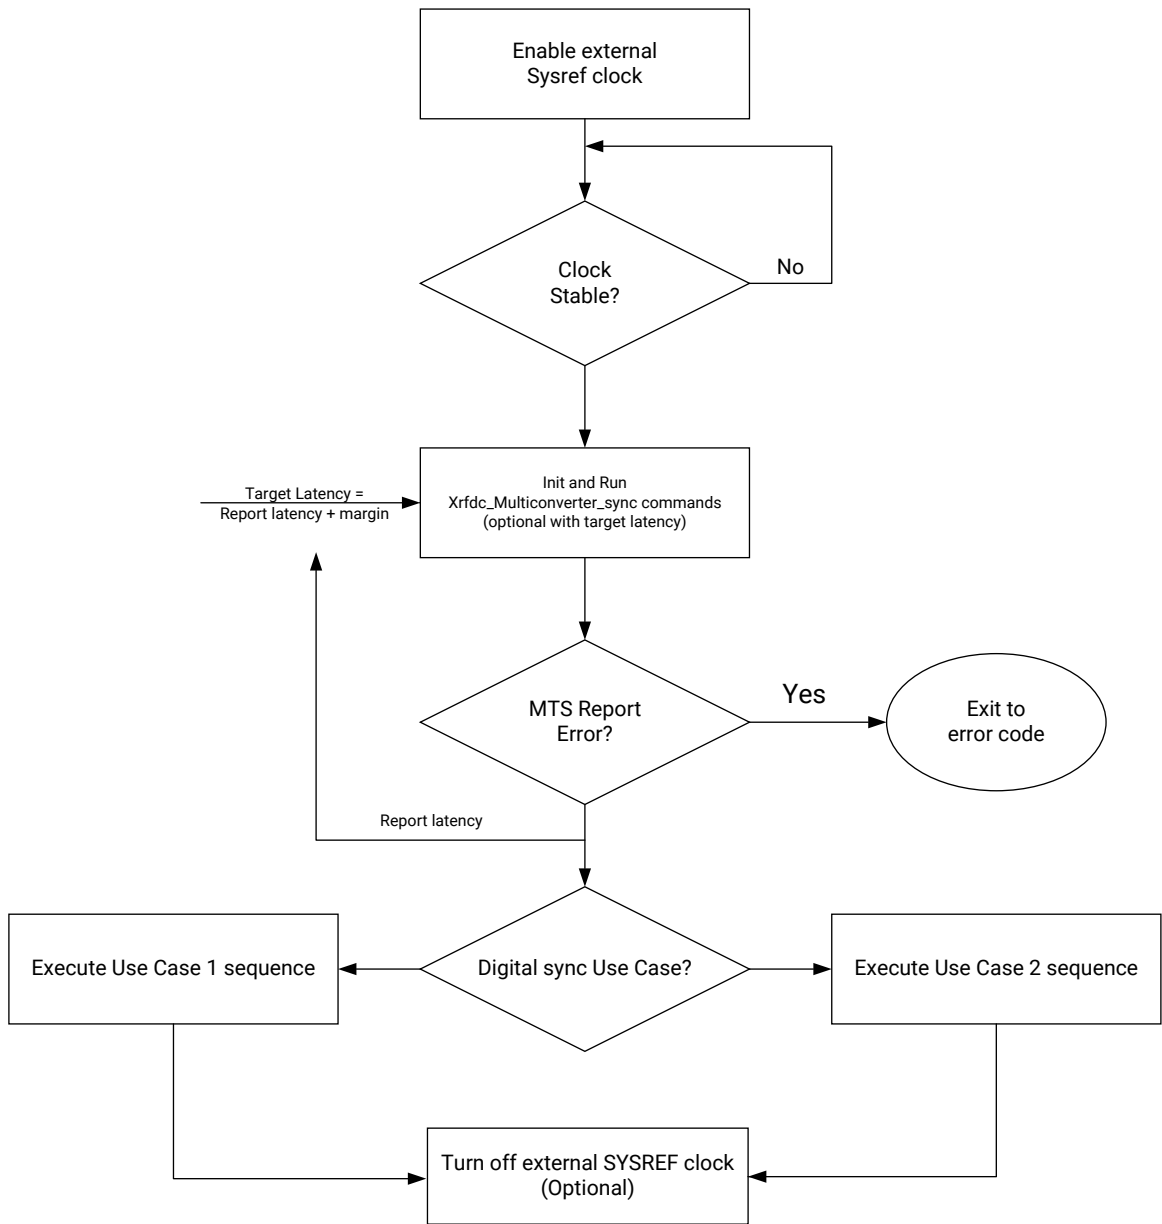 Enable external
Sysref clock
Clock
Stable?
No
Target Latency =
Report latency + margin
Init and Run
Xrfdc_Multiconverter_sync commands
(optional with target latency)
MTS Report
Error?
Yes
Exit to
error code
Report latency
Execute Use Case 1 sequence
Digital sync Use Case?
Execute Use Case 2 sequence
Turn off external SYSREF clock
(Optional)